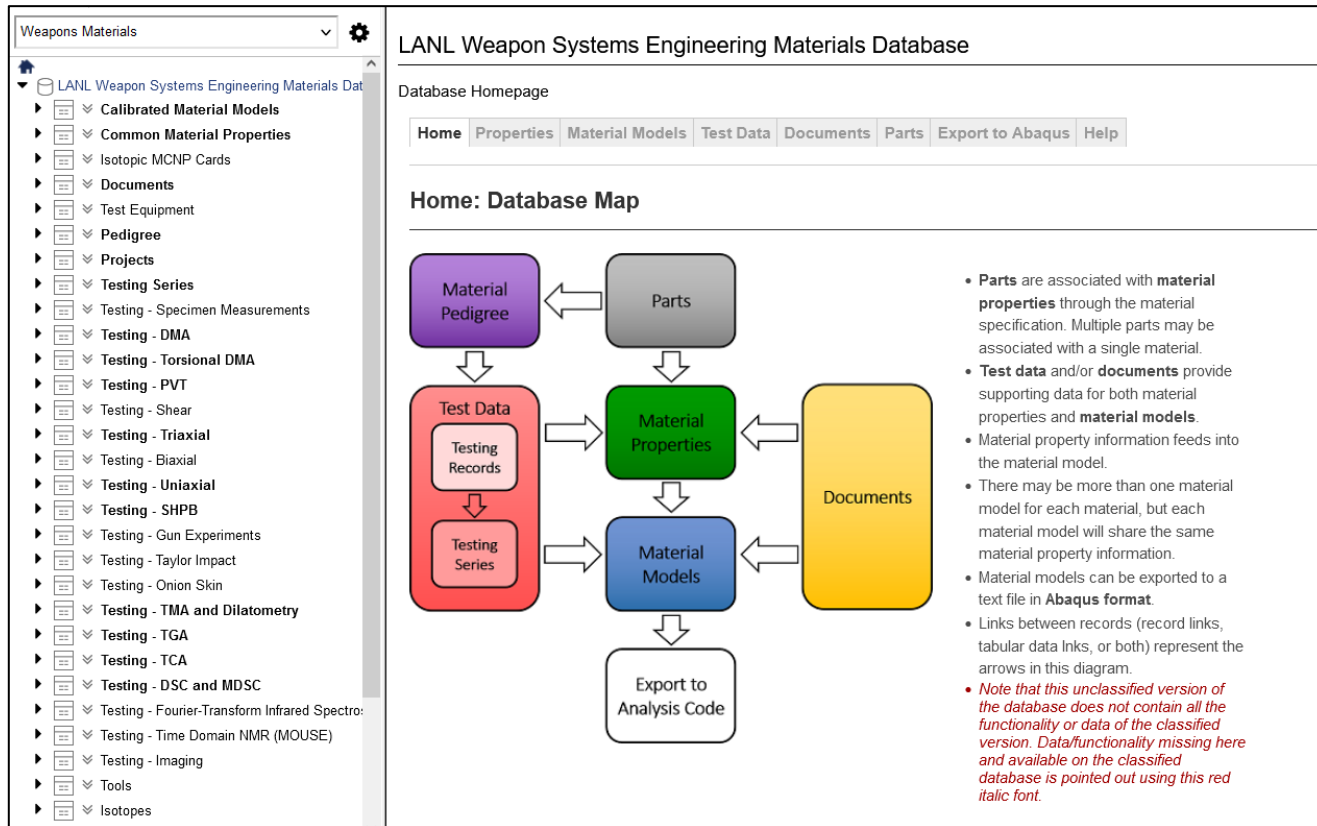 Weapons Materials
LANL Weapon Systems Engineering Materials Dat
Calibrated Material Models
Common Material Properties
Isotopic MCNP Cards
Documents
Test Equipment
Pedigree
Projects
Testing Series
Testing - Specimen Measurements
Testing - DMA
Testing - Torsional DMA
Testing - PVT
Testing - Shear
Testing - Triaxial
Testing - Biaxial
Testing - Uniaxial
Testing - SHPB
Testing - Gun Experiments
Testing - Taylor Impact
Testing - Onion Skin
Testing - TMA and Dilatometry
Testing - TGA
Testing - TCA
Testing - DSC and MDSC
Testing - Fourier-Transform Infrared Spectros
Testing - Time Domain NMR (MOUSE)
Testing - Imaging
Tools
Isotopes
LANL Weapon Systems Engineering Materials Database
Database Homepage
Home Properties Material Models Test Data Documents Parts Export to Abaqus Help
Home: Database Map
Material
Pedigree
Parts
Test Data
Testing
Records
Testing
Series
Material
Properties
Material
Models
Documents
Export to
Analysis Code
• Parts are associated with material
properties through the material
specification. Multiple parts may be
associated with a single material.
• Test data and/or documents provide
supporting data for both material
properties and material models.
• Material property information feeds into
the material model.
• There may be more than one material
model for each material, but each
material model will share the same
material property information.
• Material models can be exported to a
text file in Abaqus format.
• Links between records (record links,
tabular data lnks, or both) represent the
arrows in this diagram.
• Note that this unclassified version of
the database does not contain all the
functionality or data of the classified
version. Data/functionality missing here
and available on the classified
database is pointed out using this red
italic font.